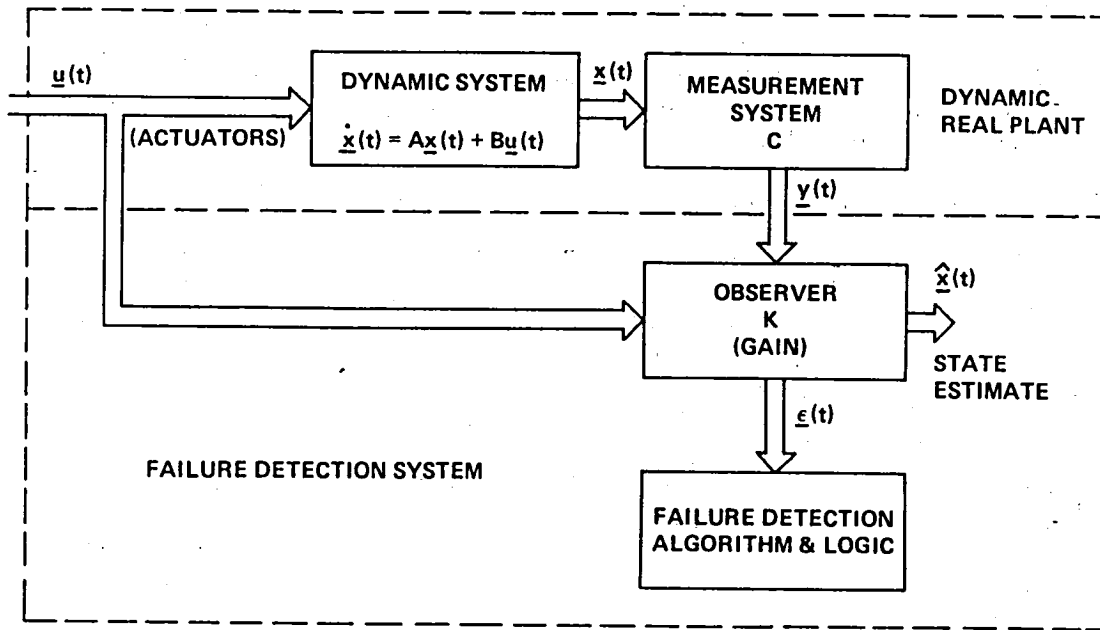 u(t)
(ACTUATORS)
DYNAMIC SYSTEM
ẋ(t) = Ax(t) + Bu(t)
x(t)
MEASUREMENT
SYSTEM
C
DYNAMIC-
REAL PLANT
y(t)
OBSERVER
K
(GAIN)
x̂(t)
STATE
ESTIMATE
ϵ(t)
FAILURE DETECTION SYSTEM
FAILURE DETECTION
ALGORITHM & LOGIC